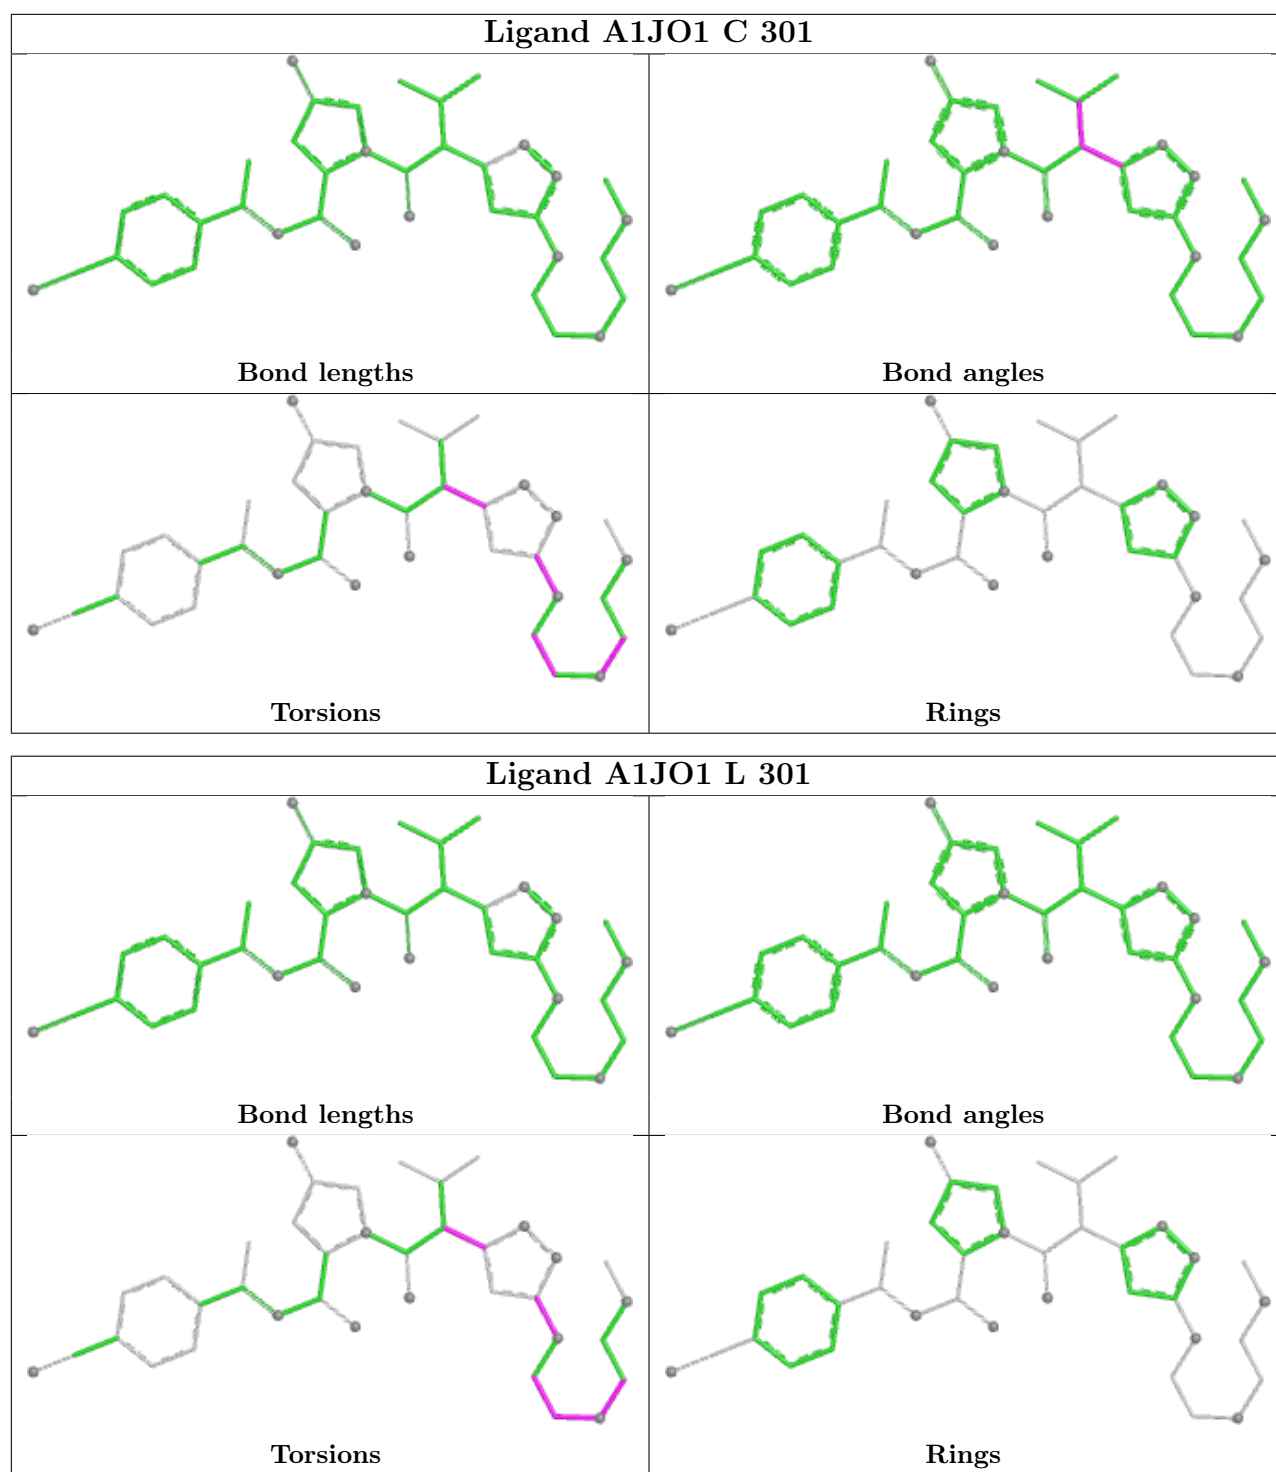 Ligand A1JO1 C 301
Bond lengths
Bond angles
Torsions
Rings
Ligand A1JO1 L 301
Bond lengths
Bond angles
Torsions
Rings